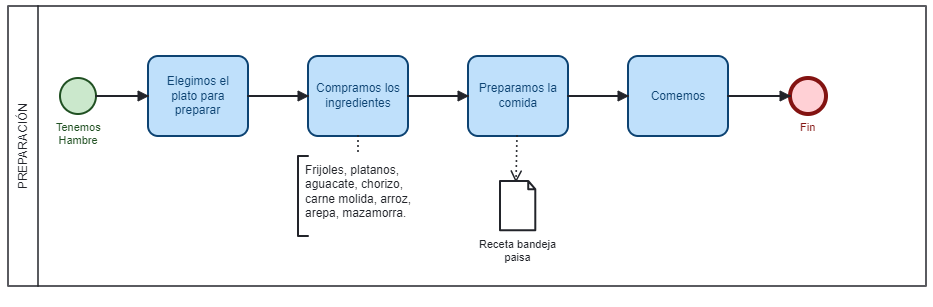 PREPARACIÓN
Tenemos
Hambre
Elegimos el
plato para
preparar
Compramos los
ingredientes
Frijoles, platanos,
aguacate, chorizo,
carne molida, arroz,
arepa, mazamorra.
Preparamos la
comida
Receta bandeja
paisa
Comemos
Fin